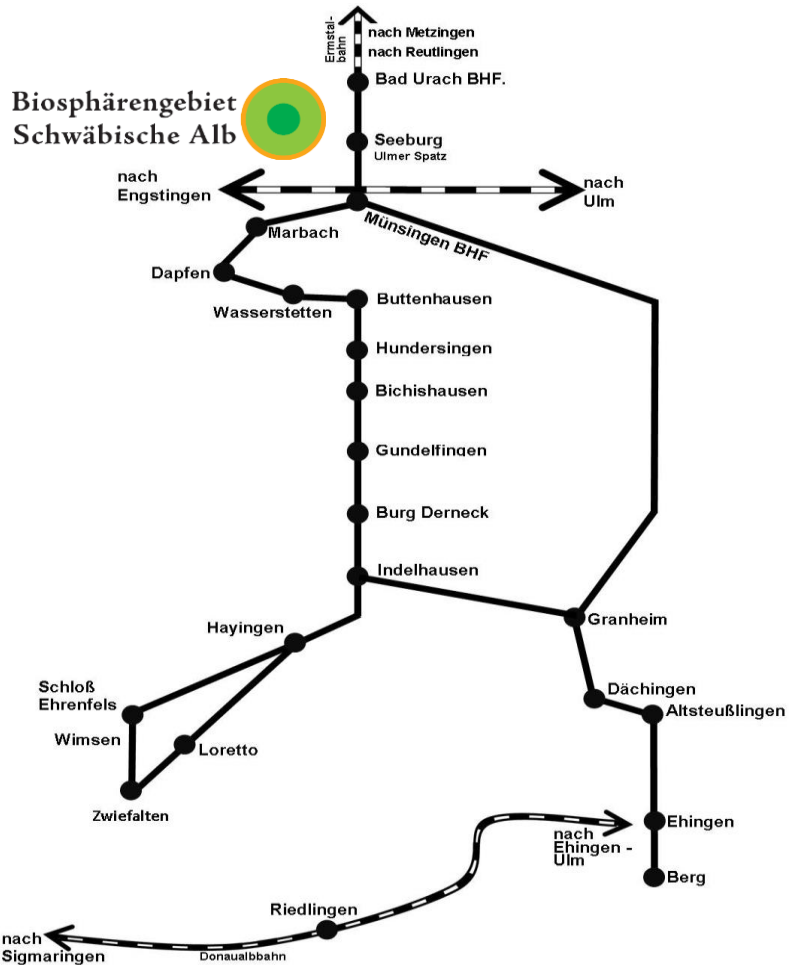 Ermstal-
bahn
nach Metzingen
nach Reutlingen
Bad Urach BHF.
Biosphärengebiet
Schwäbische Alb
Seeburg
Ulmer Spatz
nach
Engstingen
nach
Ulm
Münsingen BHF
Marbach
Dapfen
Wasserstetten
Buttenhausen
Hundersingen
Bichishausen
Gundelfingen
Burg Derneck
Indelhausen
Hayingen
Granheim
Schloß
Ehrenfels
Dächingen
Altsteußlingen
Wimsen
Loretto
Zwiefalten
Ehingen
nach
Ehingen -
Ulm
Berg
Riedlingen
nach
Sigmaringen
Donaualbbahn